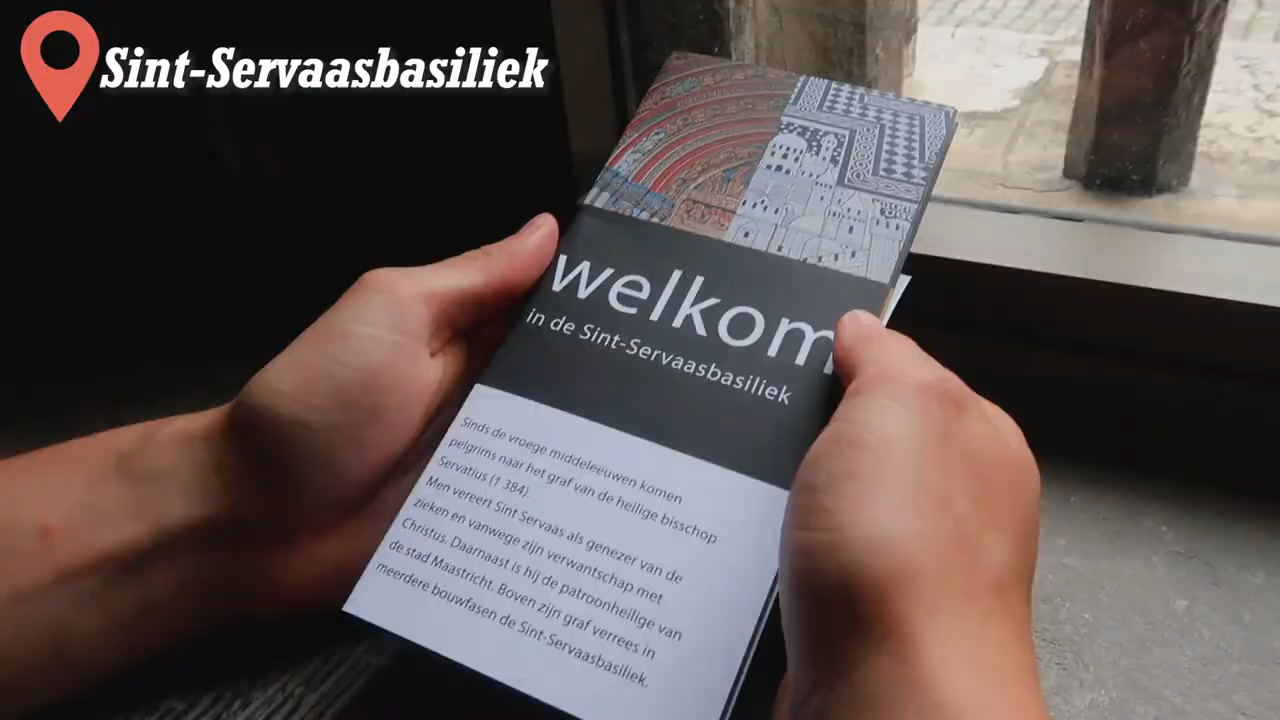 Sint-Servaasbasiliek
welkom
in de Sint-Servaasbasiliek
Sinds de vroege middeleeuwen komen
pelgrims naar het graf van de heilige bisschop
Servatius († 384).
Men vereert Sint Servaas als genezer van de
zieken en vanwege zijn verwantschap met
Christus. Daarnaast is hij de patroonheilige van
de stad Maastricht. Boven zijn graf verrees in
meerdere bouwfasen de Sint-Servaasbasiliek.